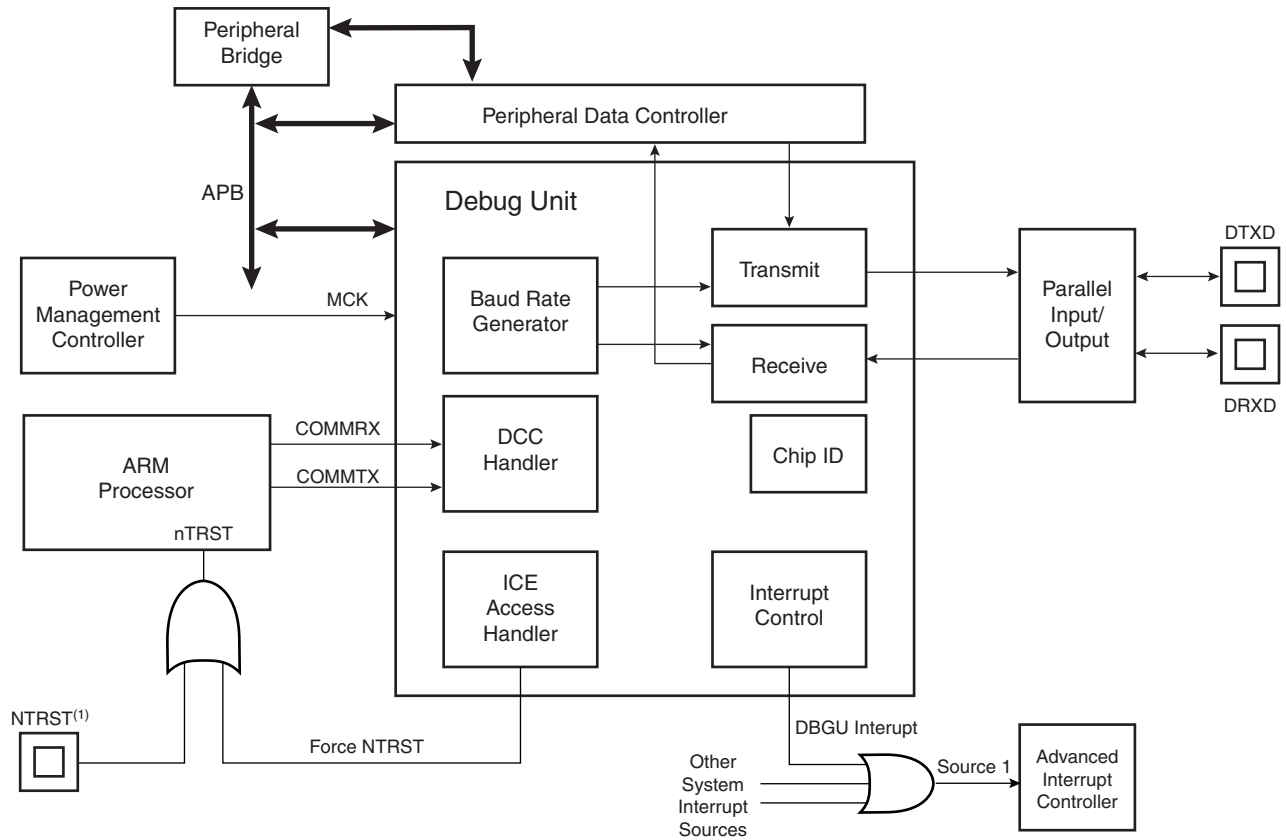 Peripheral
Bridge
Peripheral Data Controller
APB
Debug Unit
DTXD
Transmit
Power
Management
Controller
MCK
Baud Rate
Generator
Parallel
Input/
Output
Receive
DRXD
COMMRX
ARM
Processor
DCC
Handler
Chip ID
COMMTX
nTRST
ICE
Access
Handler
Interrupt
Control
NTRST(1)
Force NTRST
DBGU Interupt
Other
System
Interrupt
Sources
Source 1
Advanced
Interrupt
Controller